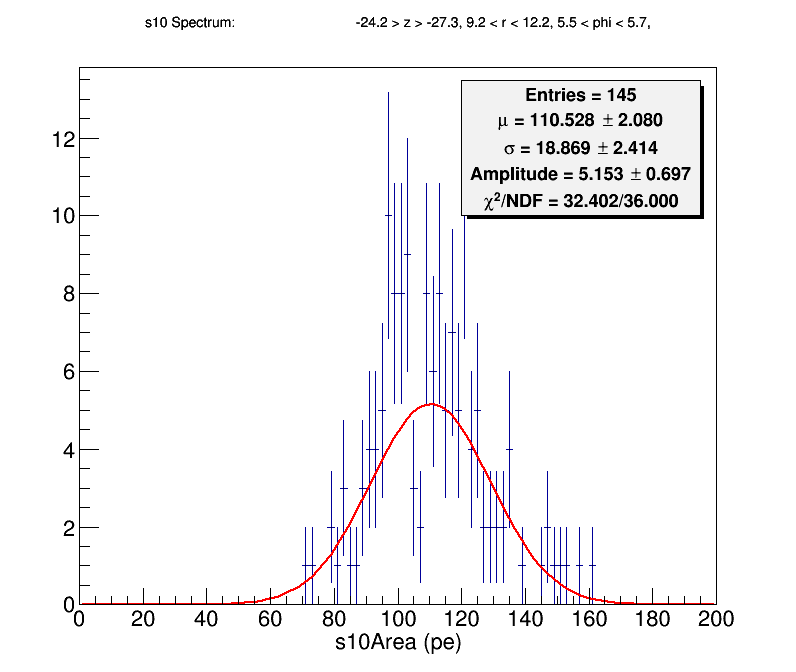 s10 Spectrum: -24.2 > z > -27.3, 9.2 < r < 12.2, 5.5 < phi < 5.7,
Entries = 145
μ = 110.528 ± 2.080
σ = 18.869 ± 2.414
Amplitude = 5.153 ± 0.697
χ²/NDF = 32.402/36.000
12
10
8
6
4
2
0
0 20 40 60 80 100 120 140 160 180 200
s10Area (pe)